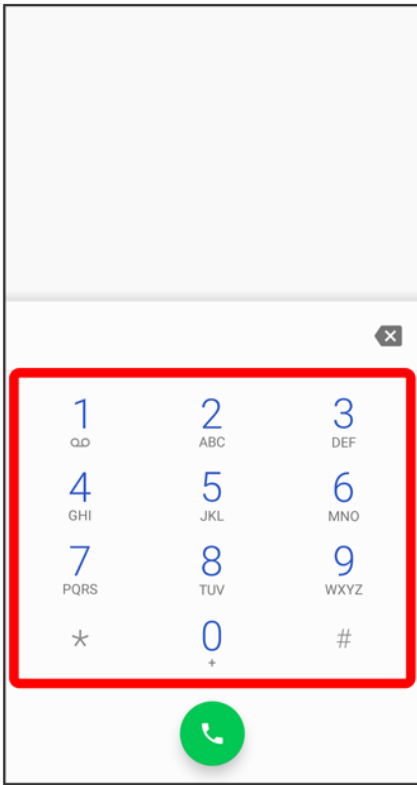 1 2 3
ABC DEF
4 5 6
GHI JKL MNO
7 8 9
PQRS TUV WXYZ
* 0 #
+